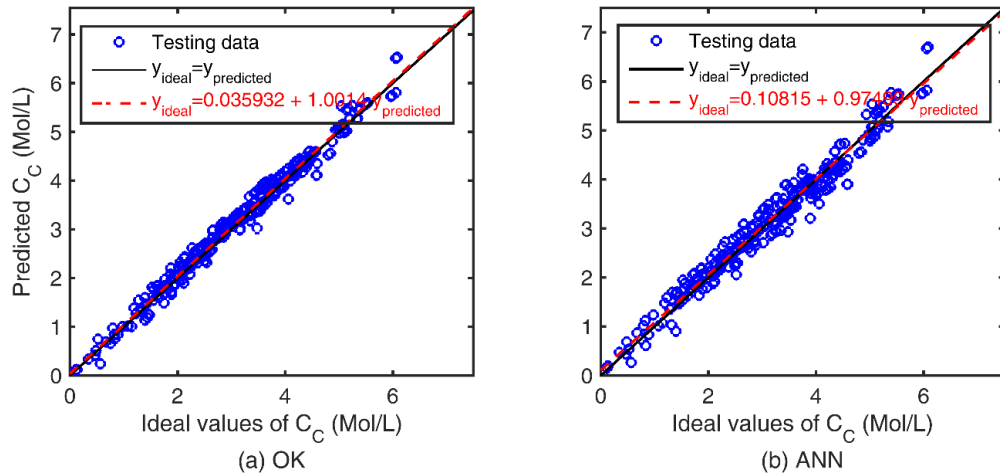 Testing data
y_ideal=y_predicted
y_ideal=0.035932 + 1.0014 y_predicted
7
6
5
4
3
2
1
0
Predicted C_C (Mol/L)
0 2 4 6
Ideal values of C_C (Mol/L)
(a) OK
Testing data
y_ideal=y_predicted
y_ideal=0.10815 + y_predicted
7
6
5
4
3
2
1
0
0 2 4 6
Ideal values of C_C (Mol/L)
(b) ANN